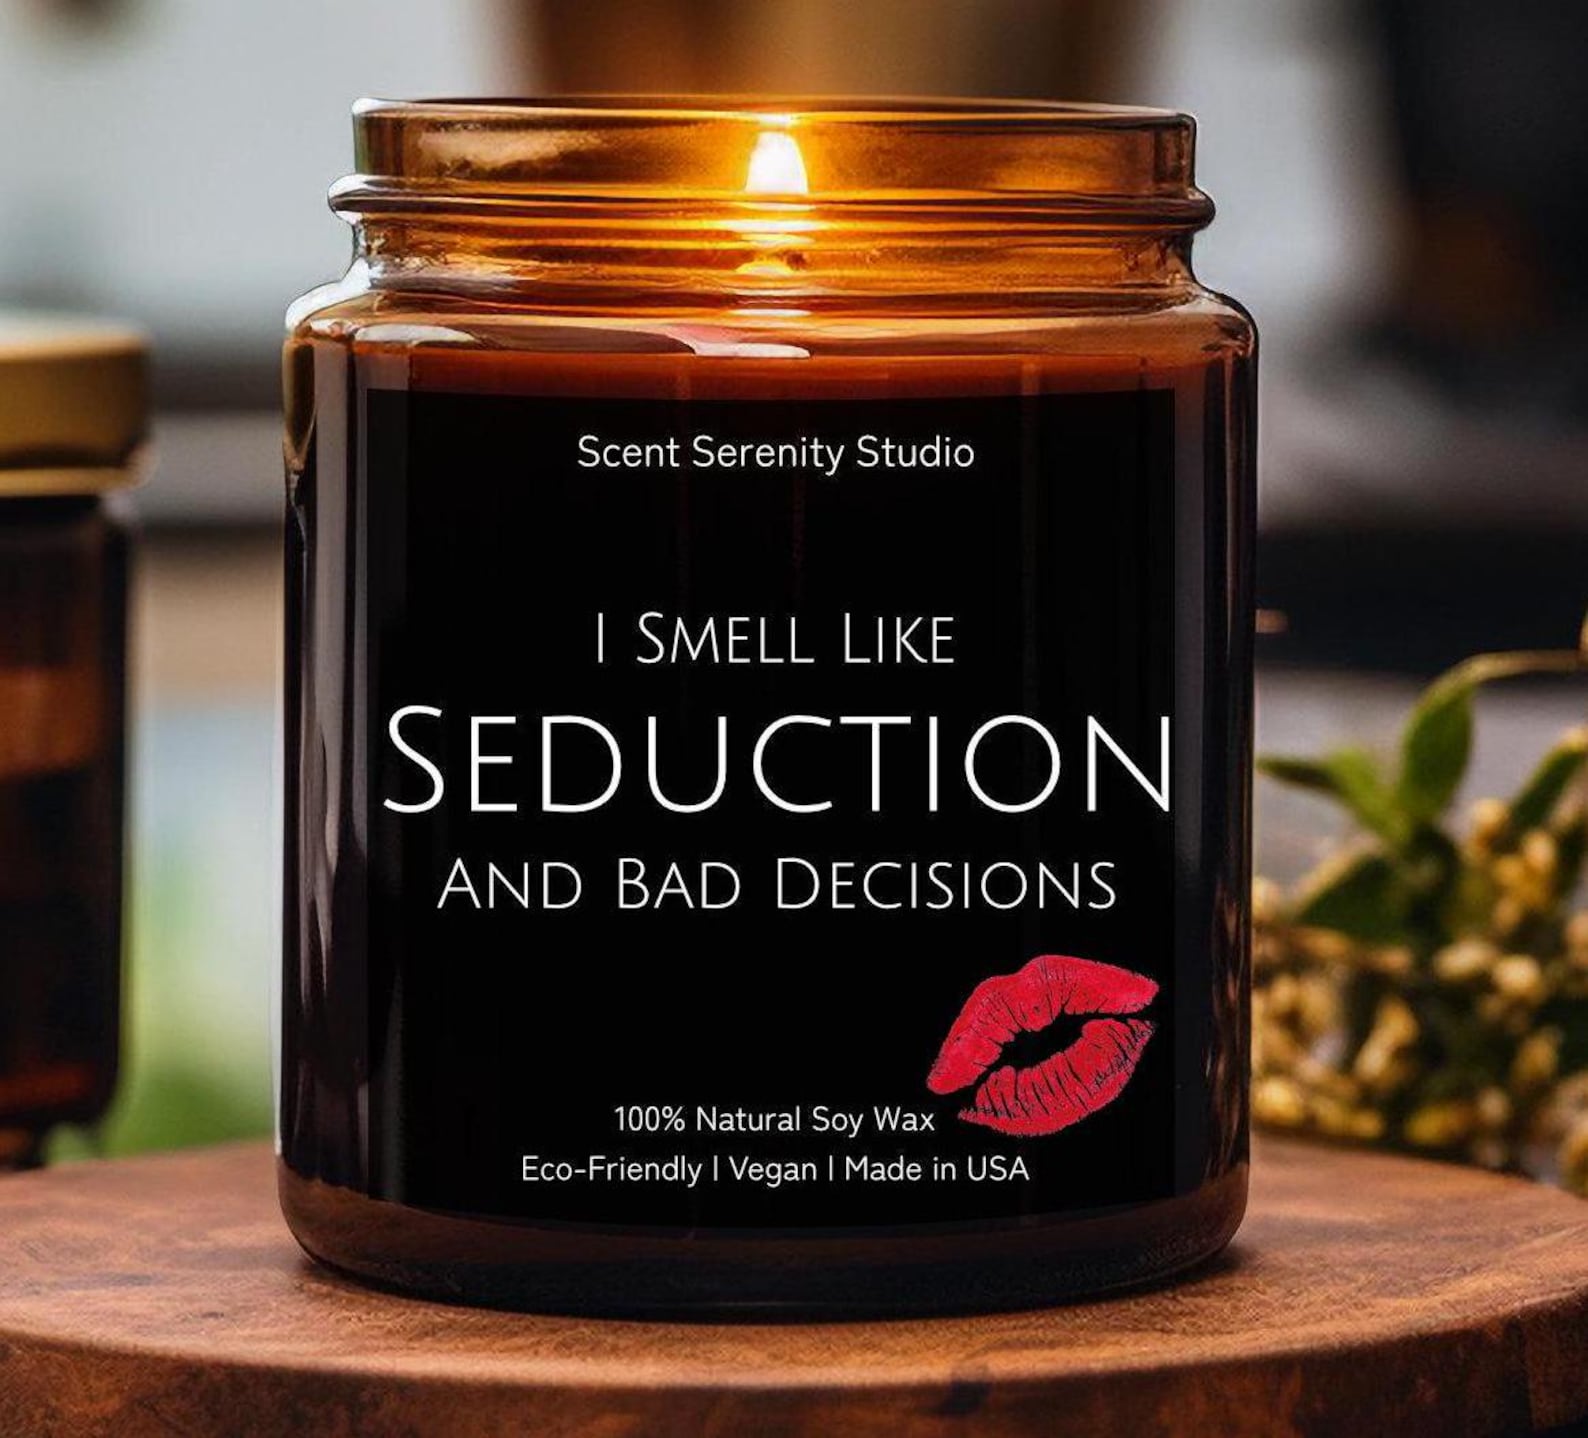 Scent Serenity Studio
I Smell Like
Seduction
And Bad Decisions
100% Natural Soy Wax
Eco-Friendly | Vegan | Made in USA